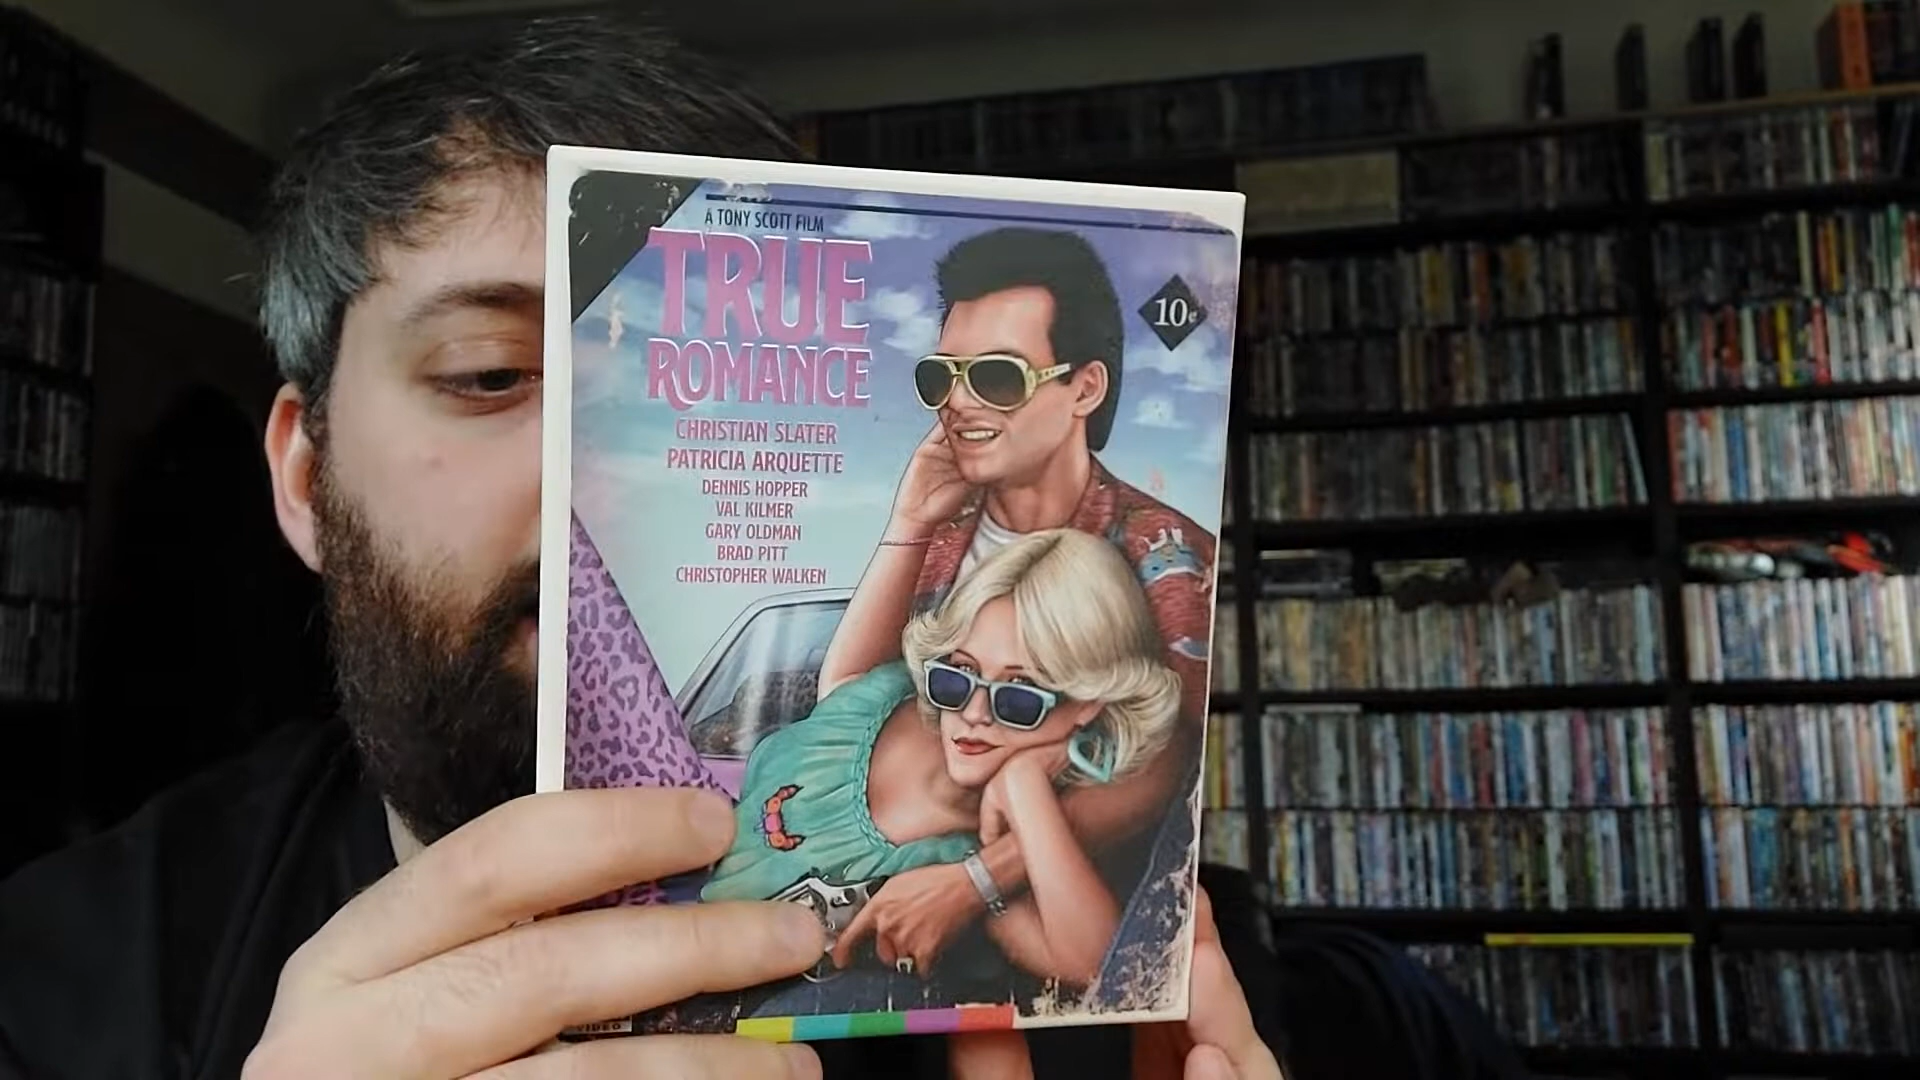 A TONY SCOTT FILM
TRUE
ROMANCE
10¢
CHRISTIAN SLATER
PATRICIA ARQUETTE
DENNIS HOPPER
VAL KILMER
GARY OLDMAN
BRAD PITT
CHRISTOPHER WALKEN
VIDEO